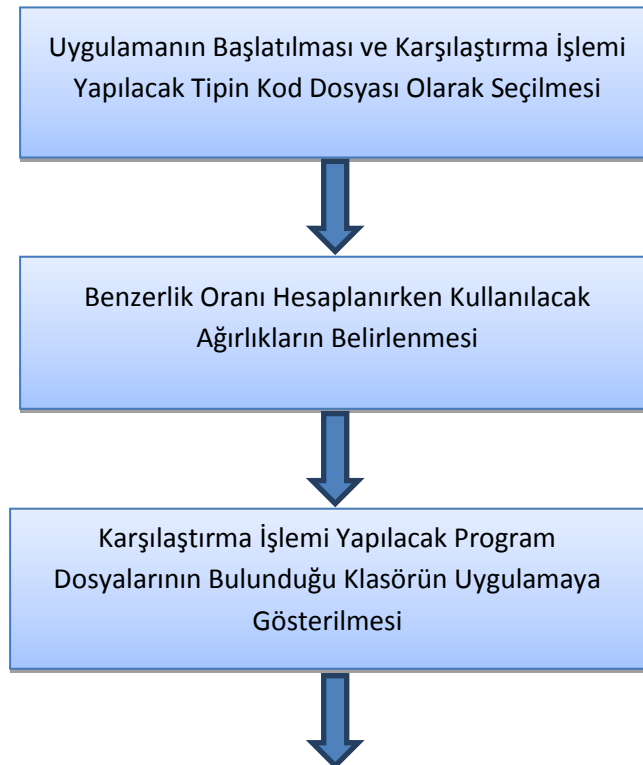 Uygulamanın Başlatılması ve Karşılaştırma İşlemi
Yapılacak Tipin Kod Dosyası Olarak Seçilmesi
Benzerlik Oranı Hesaplanırken Kullanılacak
Ağırlıkların Belirlenmesi
Karşılaştırma İşlemi Yapılacak Program
Dosyalarının Bulunduğu Klasörün Uygulamaya
Gösterilmesi